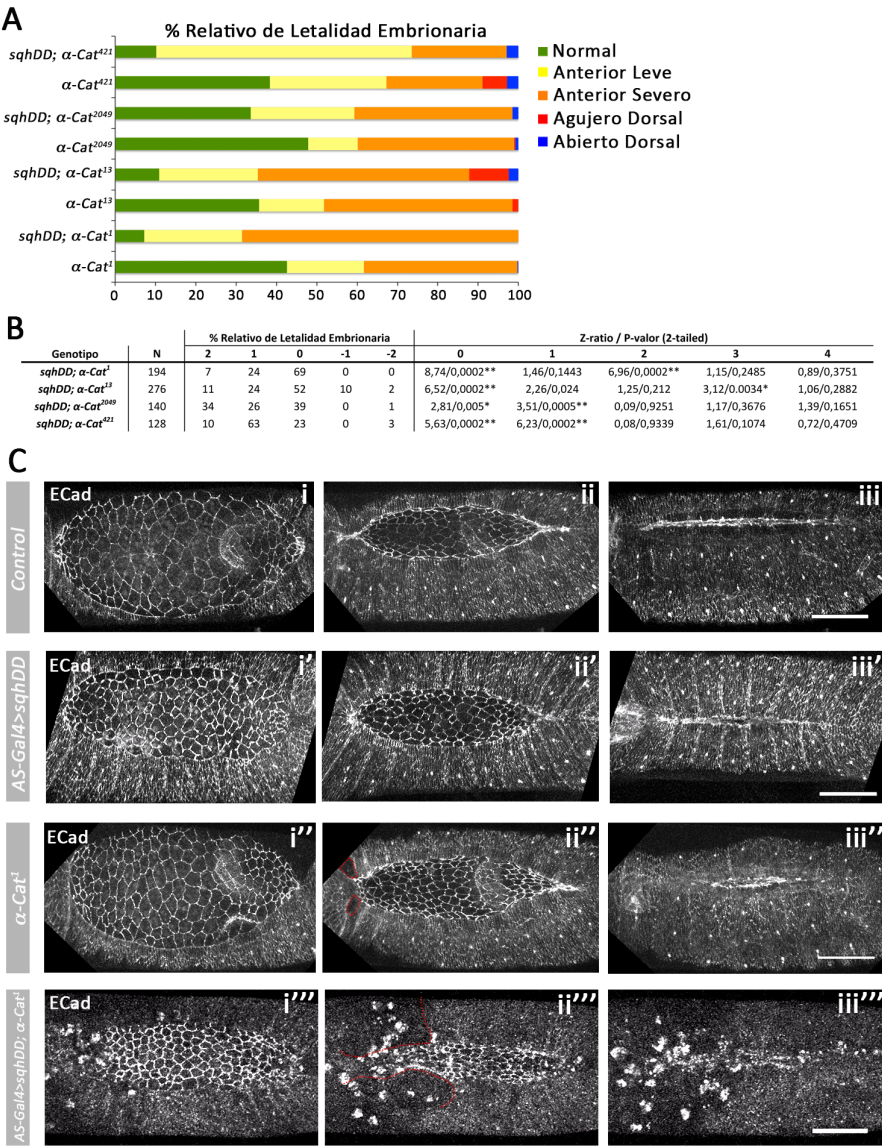 A
% Relativo de Letalidad Embrionaria
sqhDD; α-Cat⁴²¹
α-Cat⁴²¹
sqhDD; α-Cat²⁰⁴⁹
α-Cat²⁰⁴⁹
sqhDD; α-Cat¹³
α-Cat¹³
sqhDD; α-Cat¹
α-Cat¹
0 10 20 30 40 50 60 70 80 90 100
Normal
Anterior Leve
Anterior Severo
Agujero Dorsal
Abierto Dorsal
B
% Relativo de Letalidad Embrionaria Z-ratio / P-valor (2-tailed)
Genotipo N 2 1 0 -1 -2 0 1 2 3 4
sqhDD; α-Cat¹ 194 7 24 69 0 0 8,74/0,0002** 1,46/0,1443 6,96/0,0002** 1,15/0,2485 0,89/0,3751
sqhDD; α-Cat¹³ 276 11 24 52 10 2 6,52/0,0002** 2,26/0,024 1,25/0,212 3,12/0.0034* 1,06/0,2882
sqhDD; α-Cat²⁰⁴⁹ 140 34 26 39 0 1 2,81/0,005* 3,51/0,0005** 0,09/0,9251 1,17/0,3676 1,39/0,1651
sqhDD; α-Cat⁴²¹ 128 10 63 23 0 3 5,63/0,0002** 6,23/0,0002** 0,08/0,9339 1,61/0,1074 0,72/0,4709
C
Control
ECad i ii iii
AS-Gal4>sqhDD
ECad i' ii' iii'
α-Cat¹
ECad i'' ii'' iii''
AS-Gal4>sqhDD; α-Cat¹
ECad i''' ii''' iii'''